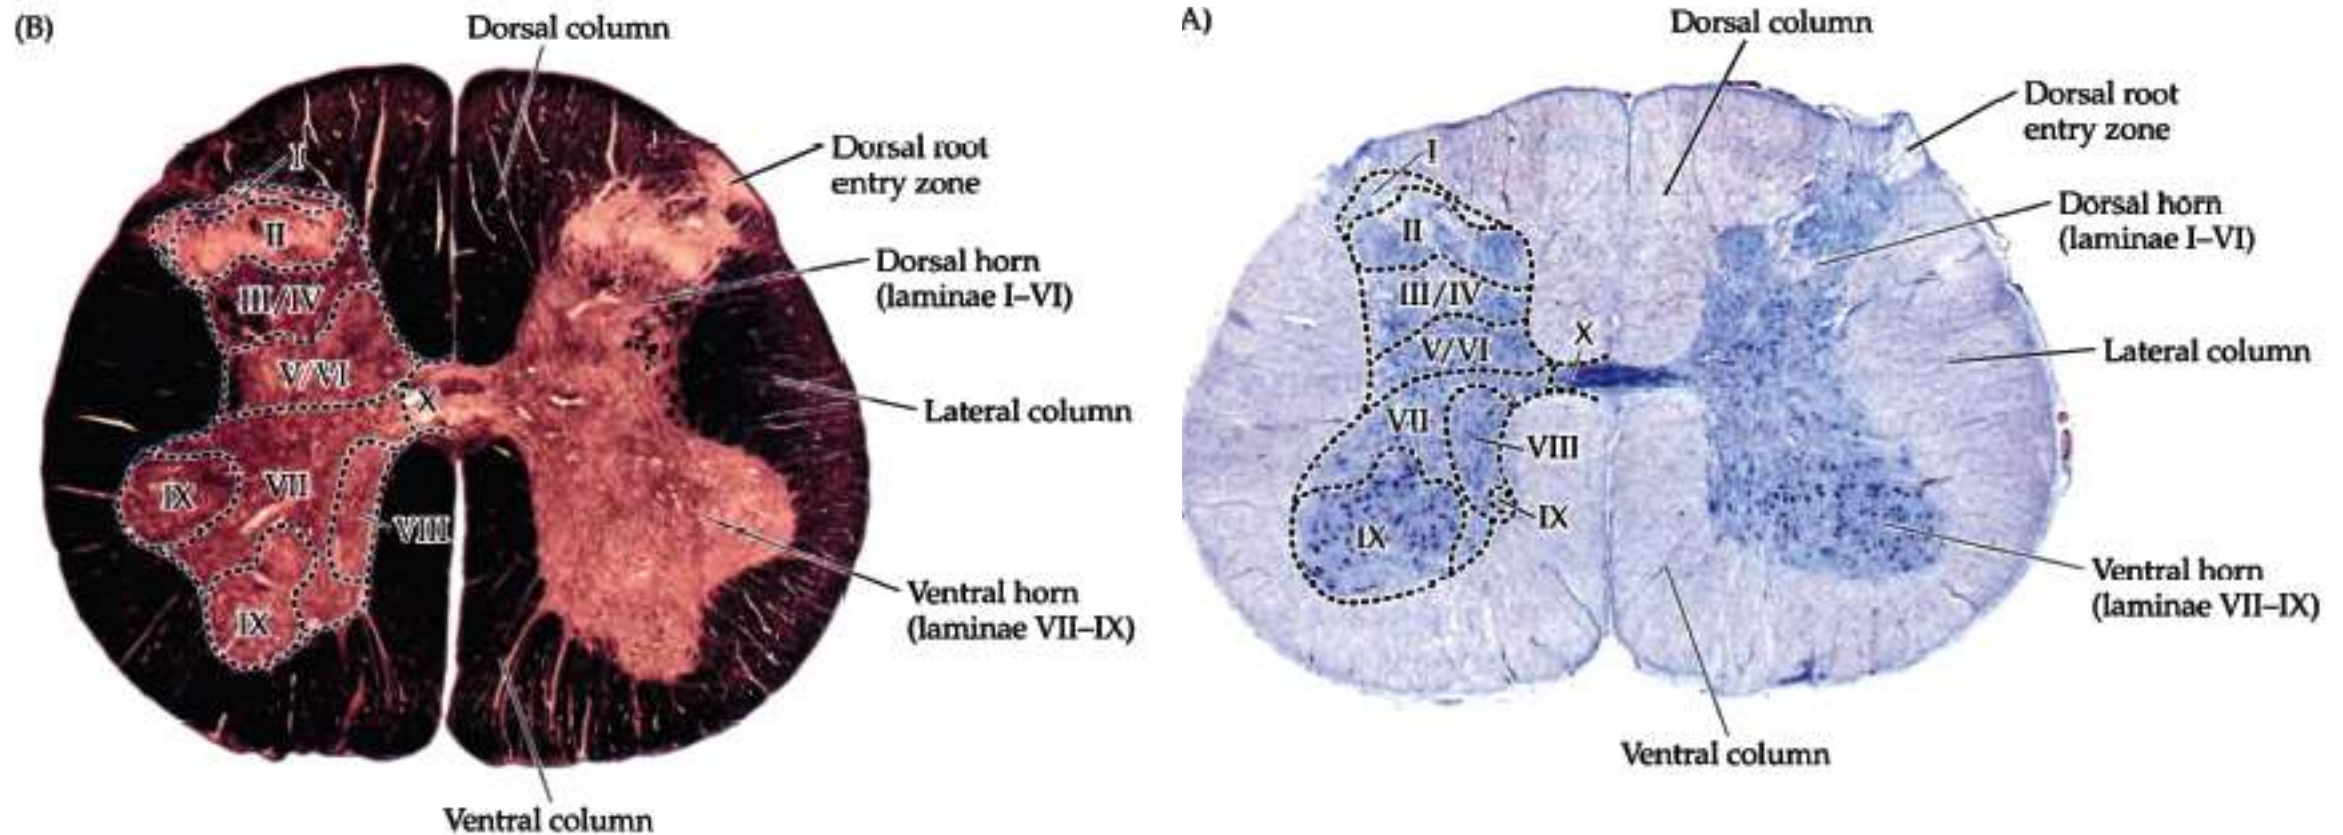 (B)
Dorsal column
Dorsal root
entry zone
Dorsal horn
(laminae I–VI)
Lateral column
Ventral horn
(laminae VII–IX)
Ventral column
I
II
III/IV
V/VI
X
VII
IX
VIII
IX
A)
Dorsal column
Dorsal root
entry zone
Dorsal horn
(laminae I–VI)
Lateral column
Ventral horn
(laminae VII–IX)
Ventral column
I
II
III/IV
V/VI
X
VII
VIII
IX
IX